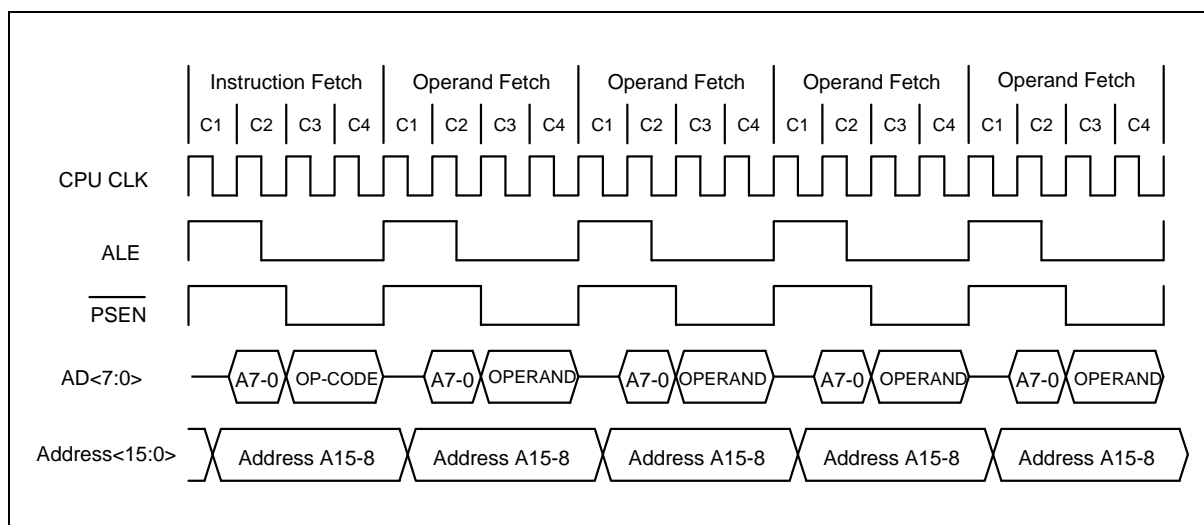 Instruction Fetch Operand Fetch Operand Fetch Operand Fetch Operand Fetch
C1 C2 C3 C4 C1 C2 C3 C4 C1 C2 C3 C4 C1 C2 C3 C4 C1 C2 C3 C4
CPU CLK
ALE
PSEN
AD<7:0> A7-0 OP-CODE A7-0 OPERAND A7-0 OPERAND A7-0 OPERAND A7-0 OPERAND
Address<15:0> Address A15-8 Address A15-8 Address A15-8 Address A15-8 Address A15-8